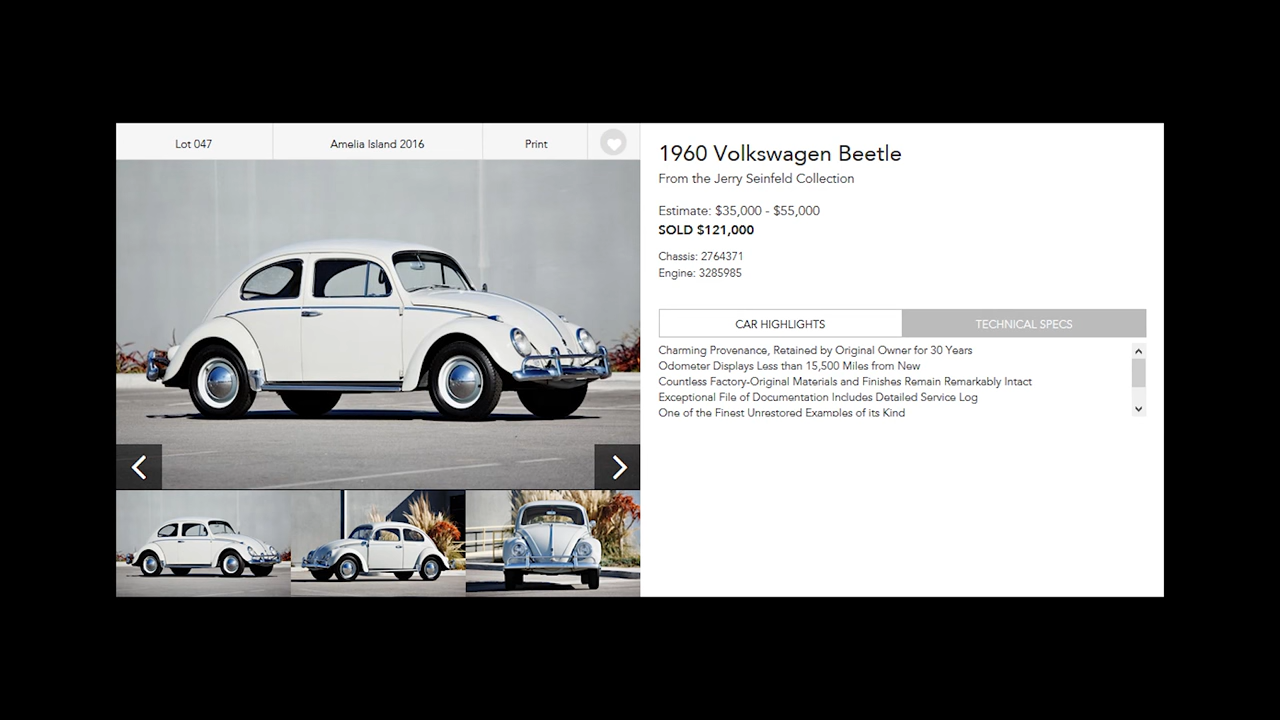 Lot 047
Amelia Island 2016
Print
1960 Volkswagen Beetle
From the Jerry Seinfeld Collection
Estimate: $35,000 - $55,000
SOLD $121,000
Chassis: 2764371
Engine: 3285985
CAR HIGHLIGHTS
TECHNICAL SPECS
Charming Provenance, Retained by Original Owner for 30 Years
Odometer Displays Less than 15,500 Miles from New
Countless Factory-Original Materials and Finishes Remain Remarkably Intact
Exceptional File of Documentation Includes Detailed Service Log
One of the Finest Unrestored Examples of its Kind